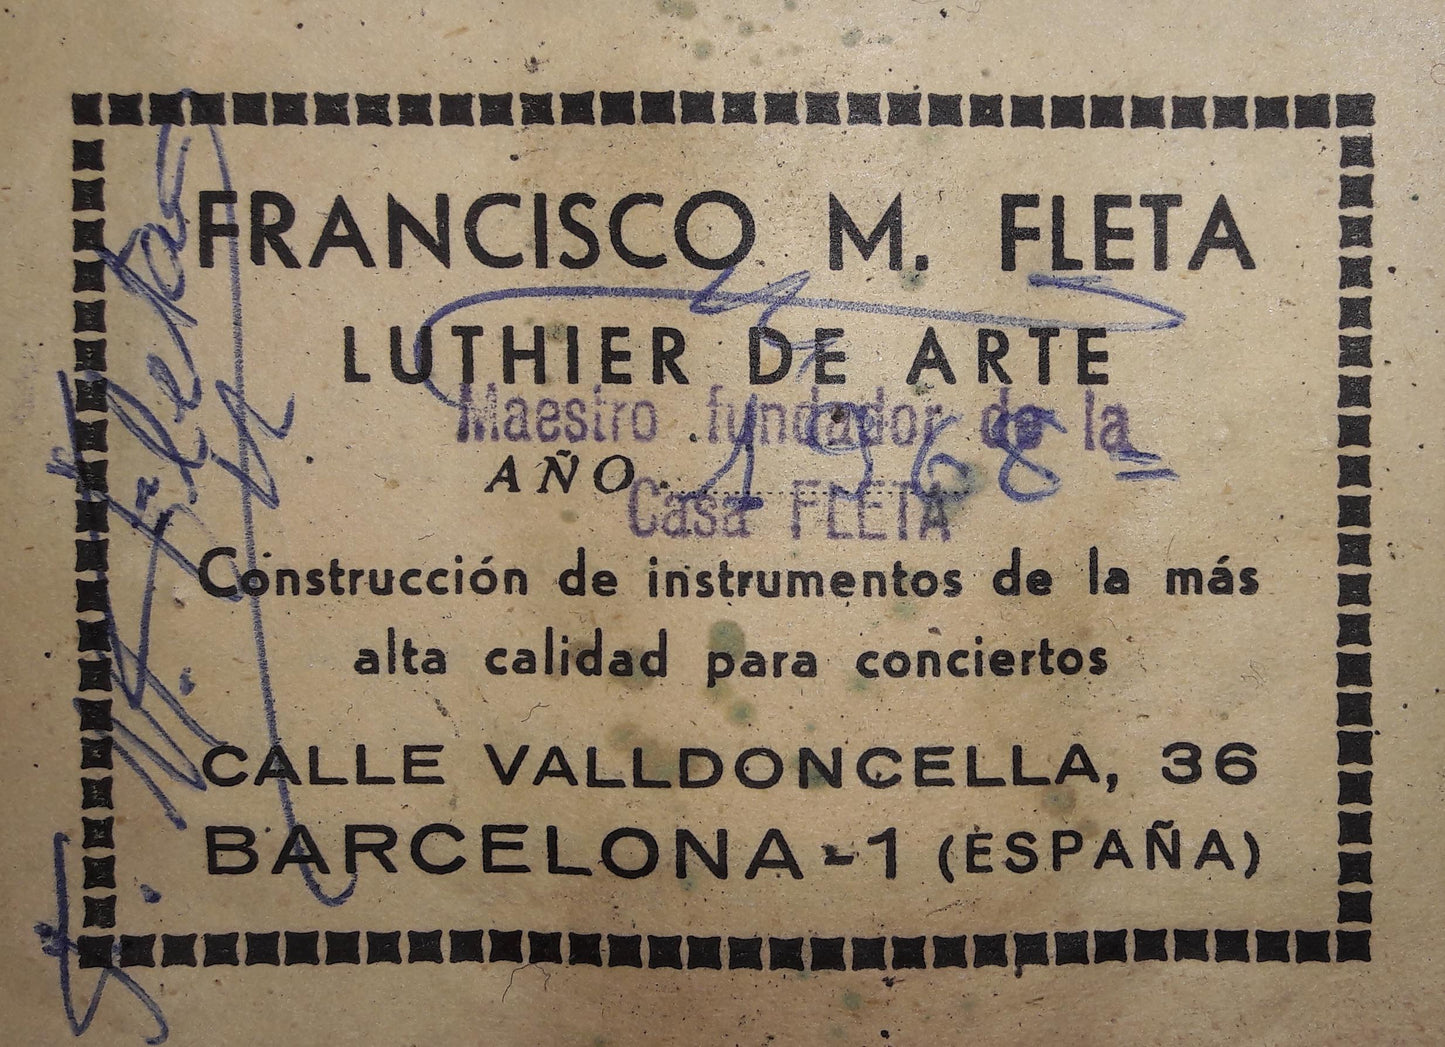 FRANCISCO M. FLETA
LUTHIER DE ARTE
Maestro fundador de la
AÑO 1968
Casa FLETA
Construcción de instrumentos de la más
alta calidad para conciertos
CALLE VALLDONCELLA, 36
BARCELONA-1 (ESPAÑA)
F. M. Fleta